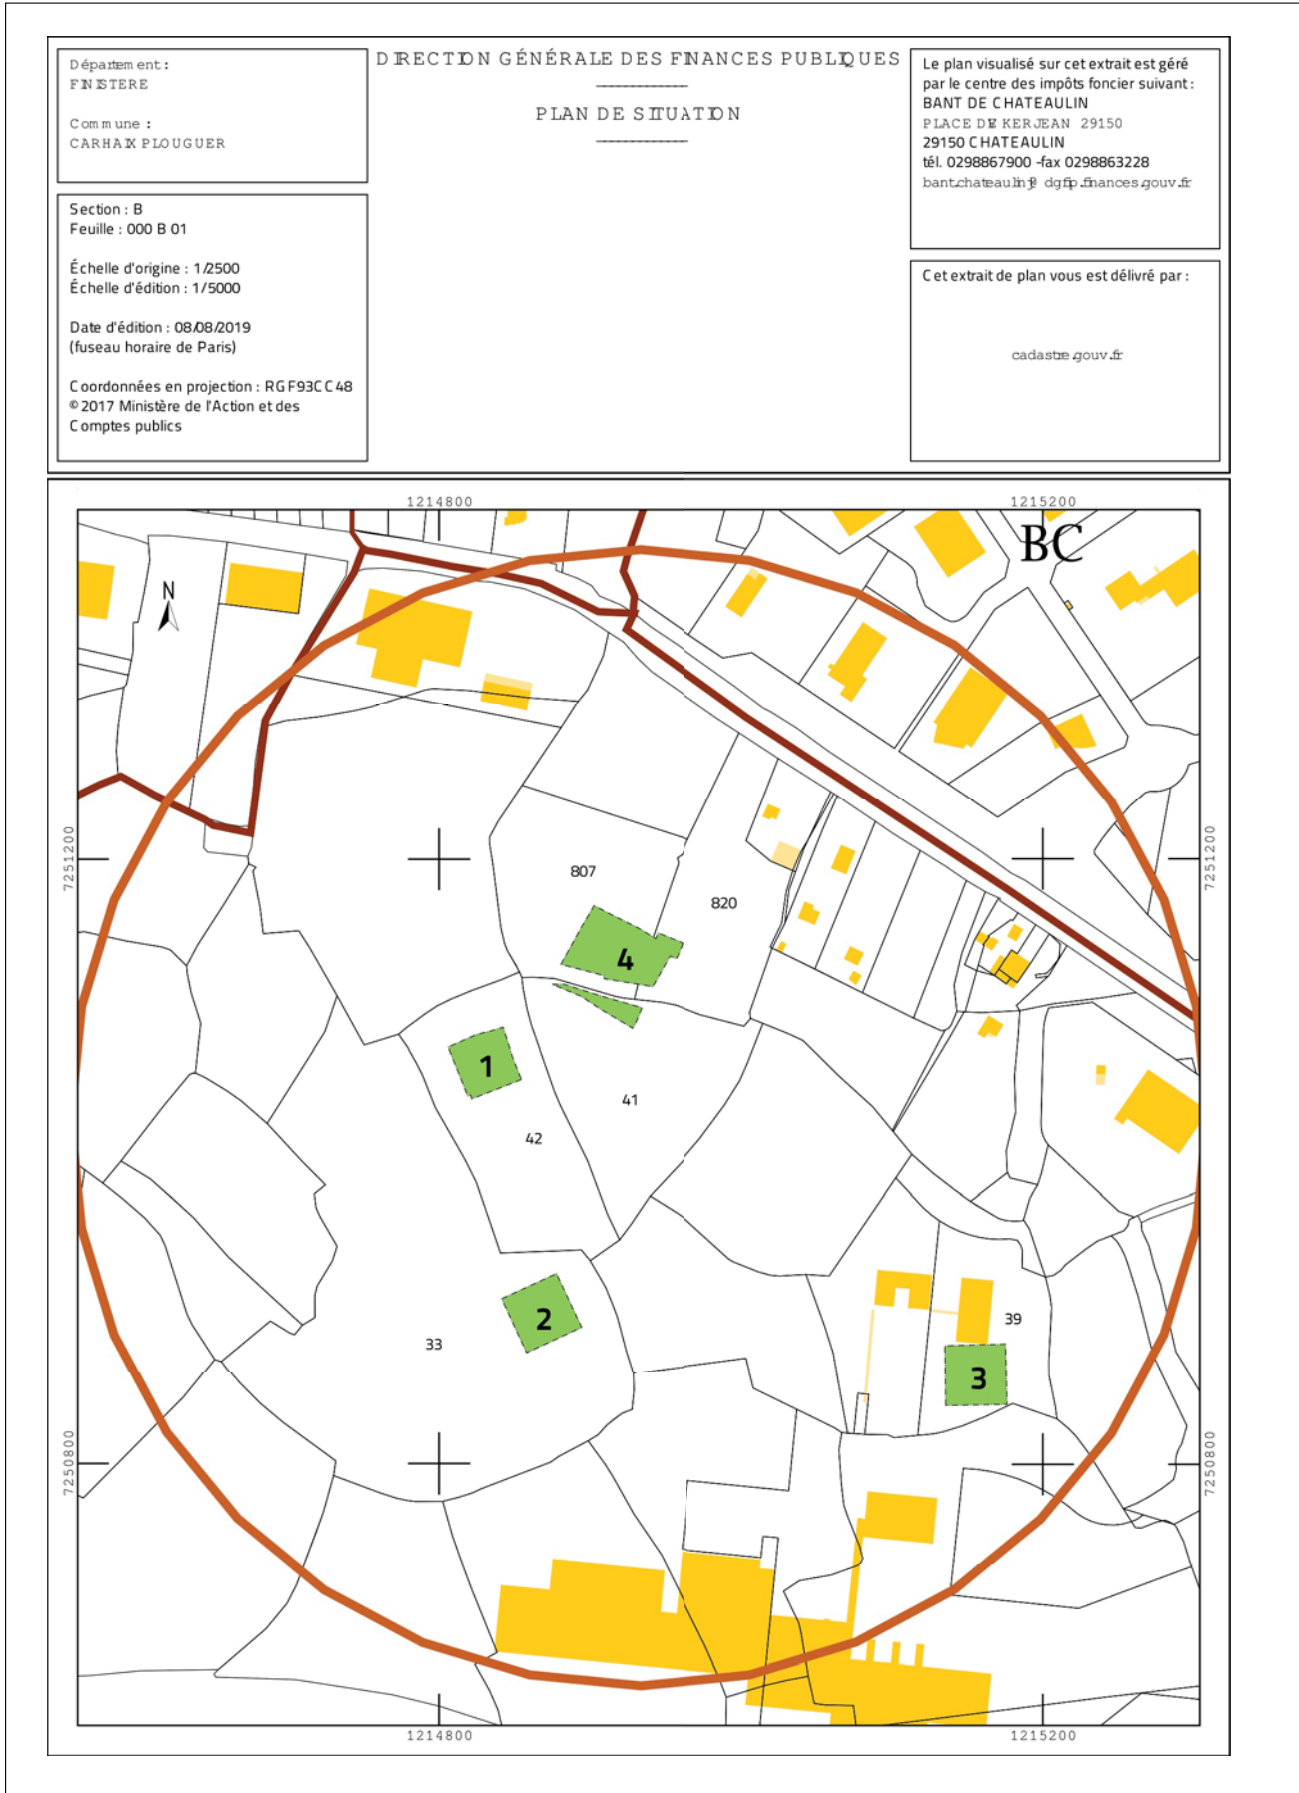 Département :
FINISTERE
Commune :
CARHAIX PLOUGUER
Section : B
Feuille : 000 B 01
Échelle d'origine : 1/2500
Échelle d'édition : 1/5000
Date d'édition : 08/08/2019
(fuseau horaire de Paris)
Coordonnées en projection : RGF93CC48
© 2017 Ministère de l'Action et des
Comptes publics
DIRECTION GÉNÉRALE DES FINANCES PUBLIQUES
PLAN DE SITUATION
Le plan visualisé sur cet extrait est géré
par le centre des impôts foncier suivant :
BANT DE CHATEAULIN
PLACE DE KERJEAN 29150
29150 CHATEAULIN
tél. 0298867900 -fax 0298863228
dgfip.finances.gouv.fr
Cet extrait de plan vous est délivré par :
cadastre.gouv.fr
1214800
1215200
BC
N
7251200
7251200
807
820
4
1
41
42
2
33
39
3
7250800
7250800
1214800
1215200